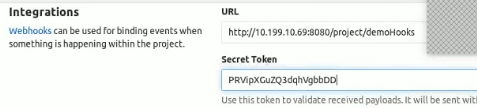 Integrations
Webhooks can be used for binding events when
something is happening within the project.
URL
http://10.199.10.69:8080/project/demoHooks
Secret Token
PRVipXGuZQ3dqhVgbbDD
Use this token to validate received payloads. It will be sent with